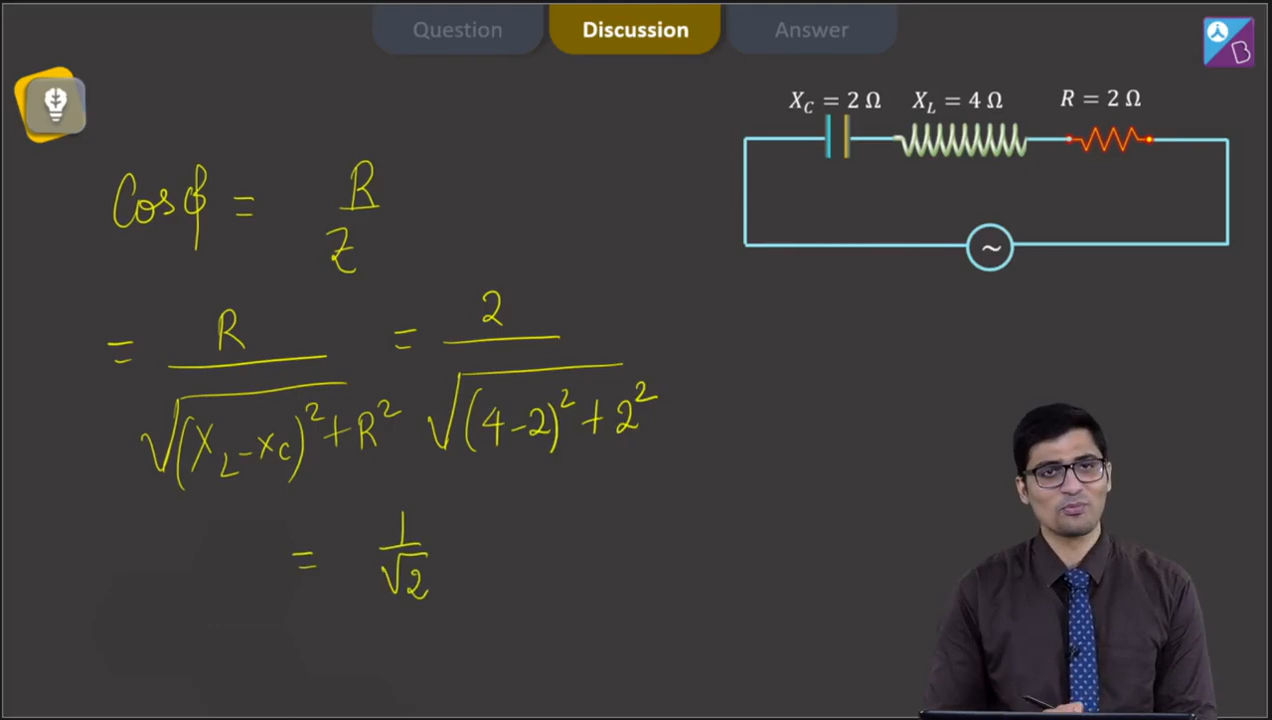 Question Discussion Answer
X_C = 2 Ω X_L = 4 Ω R = 2 Ω
~
Cosϕ = R/Z
= R/√((X_L-X_C)²+R²) = 2/√((4-2)²+2²)
= 1/√2
B